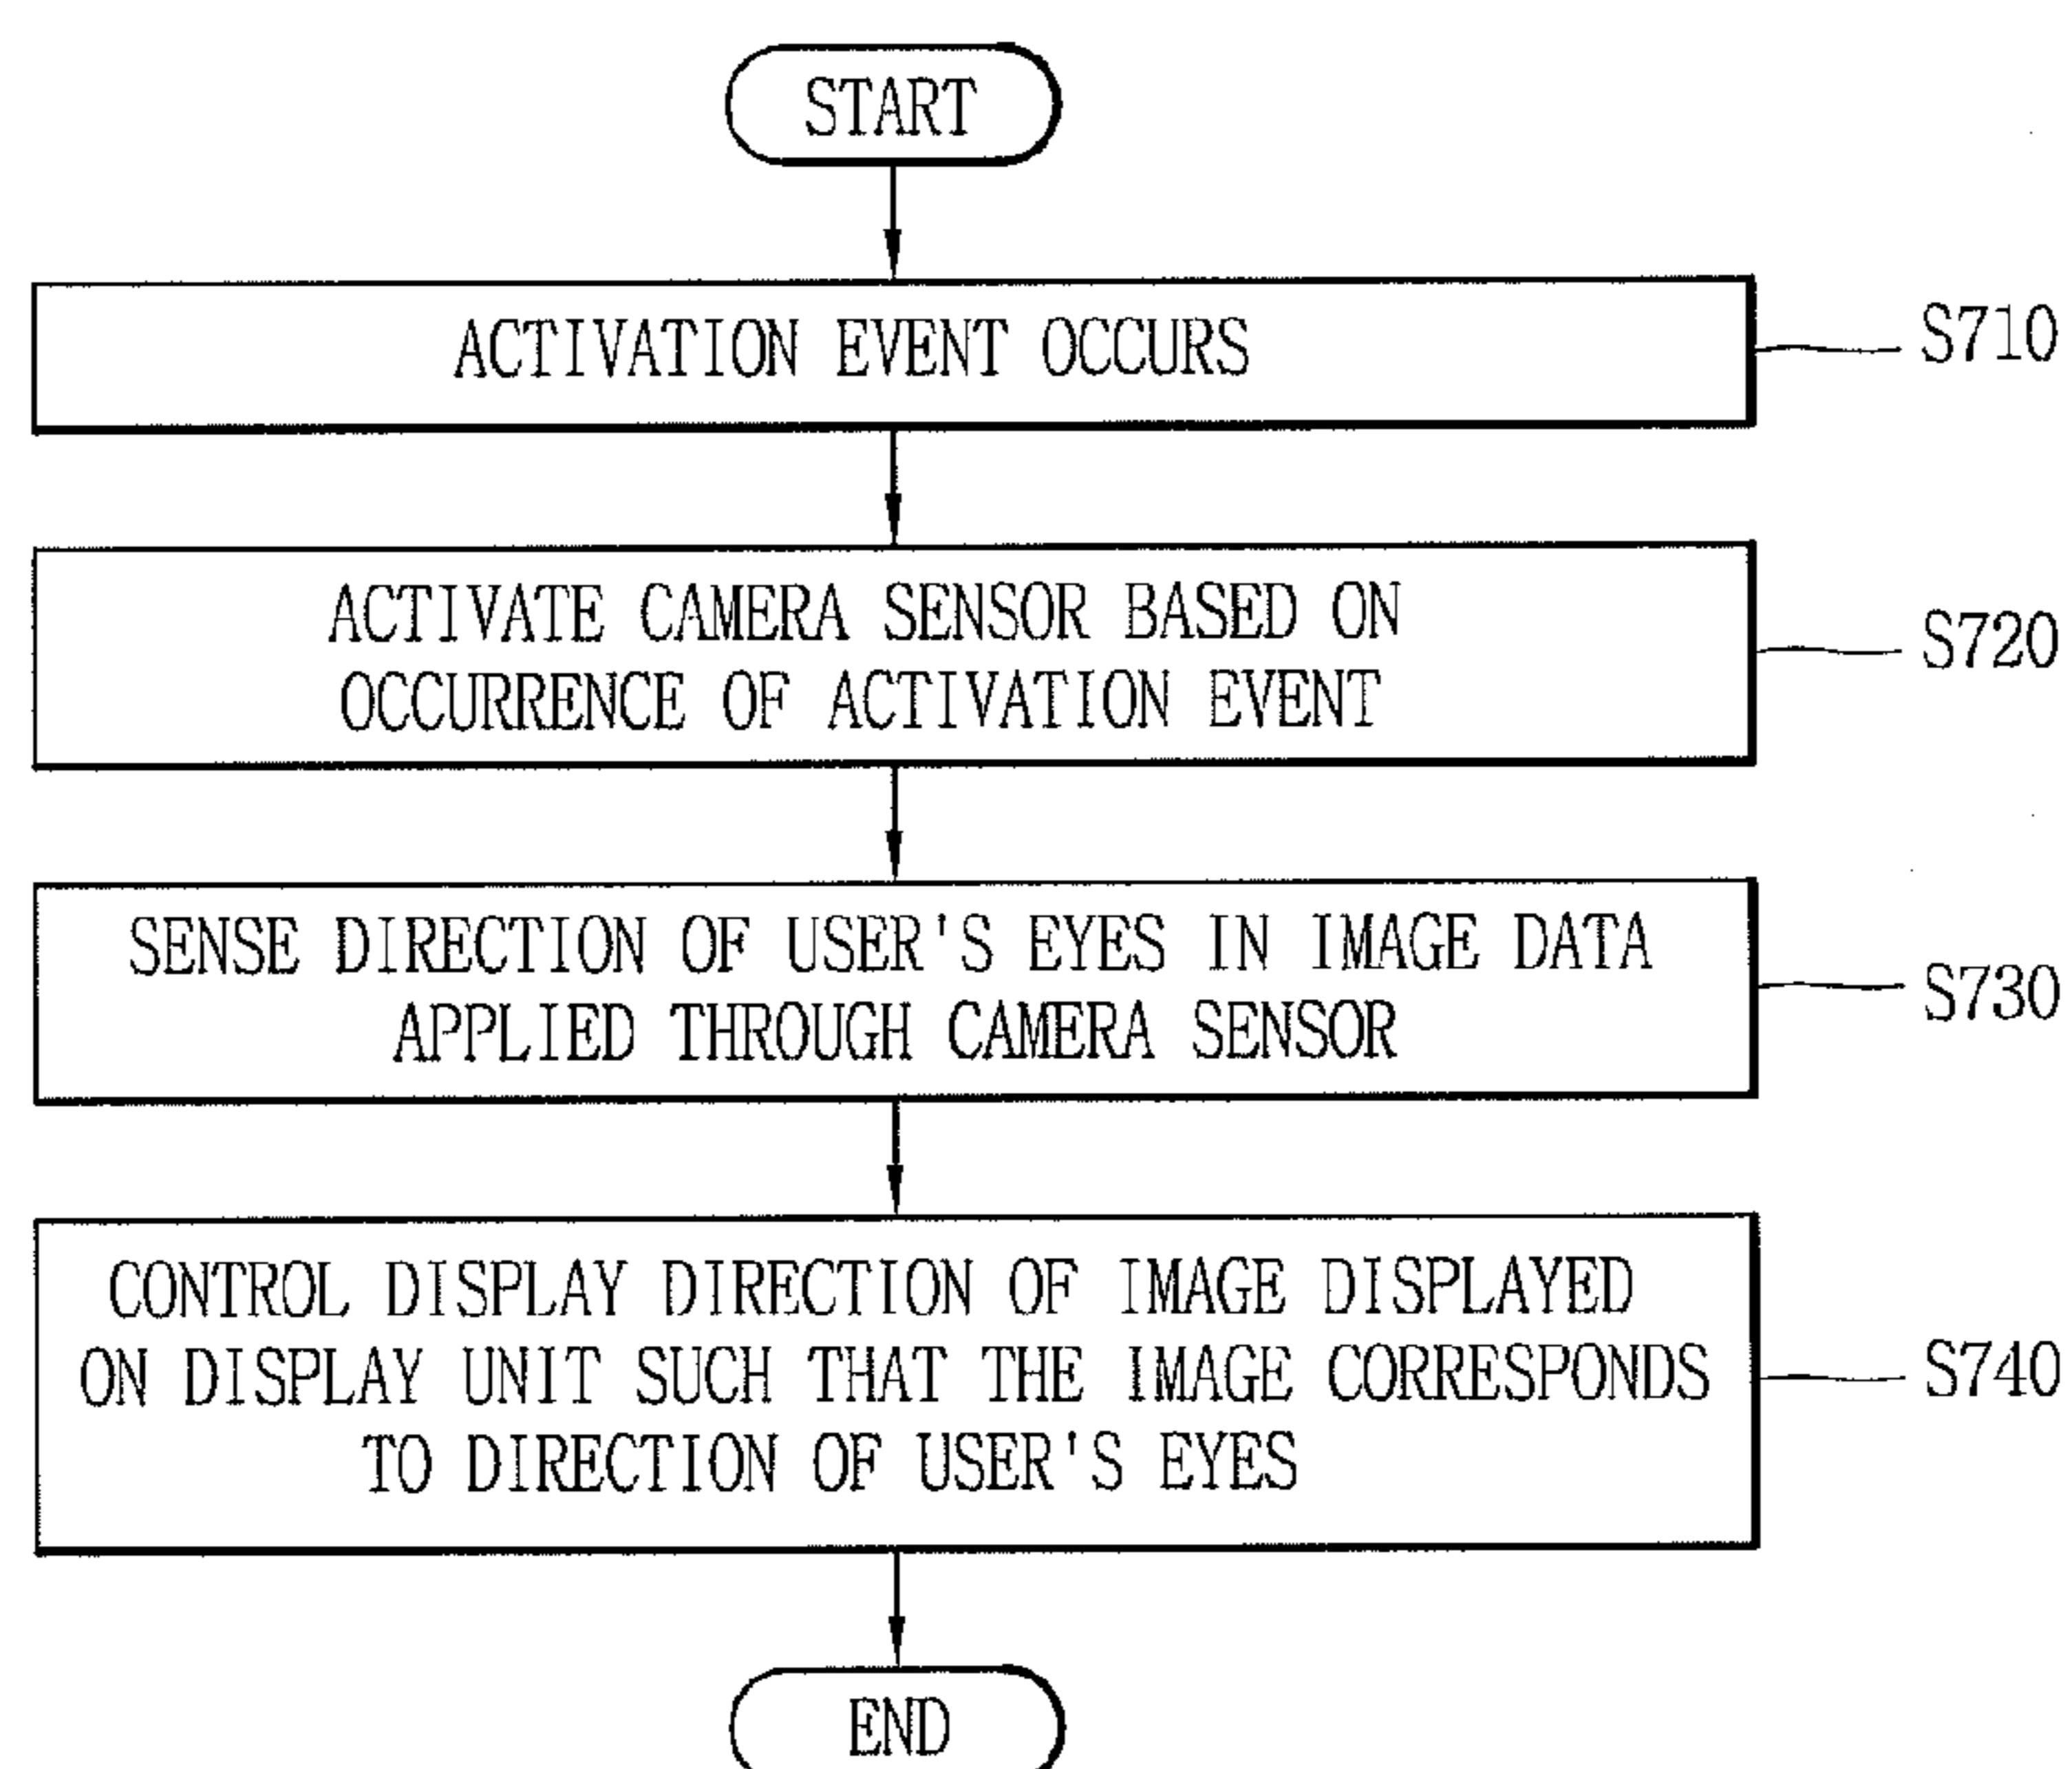 START
ACTIVATION EVENT OCCURS
S710
ACTIVATE CAMERA SENSOR BASED ON
OCCURRENCE OF ACTIVATION EVENT
S720
SENSE DIRECTION OF USER'S EYES IN IMAGE DATA
APPLIED THROUGH CAMERA SENSOR
S730
CONTROL DISPLAY DIRECTION OF IMAGE DISPLAYED
ON DISPLAY UNIT SUCH THAT THE IMAGE CORRESPONDS
TO DIRECTION OF USER'S EYES
S740
END